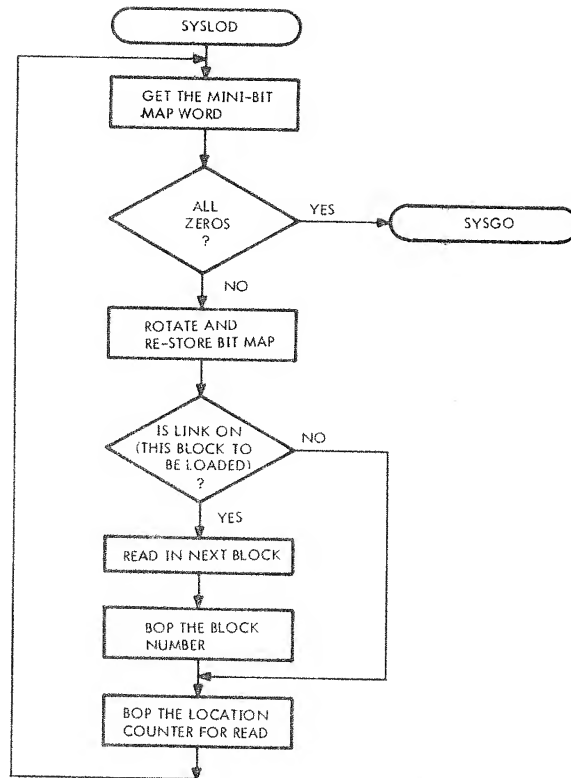 SYSLOD
GET THE MINI-BIT
MAP WORD
ALL
ZEROS
?
YES
SYSGO
NO
ROTATE AND
RE-STORE BIT MAP
IS LINK ON
(THIS BLOCK TO
BE LOADED)
?
NO
YES
READ IN NEXT BLOCK
BOP THE BLOCK
NUMBER
BOP THE LOCATION
COUNTER FOR READ